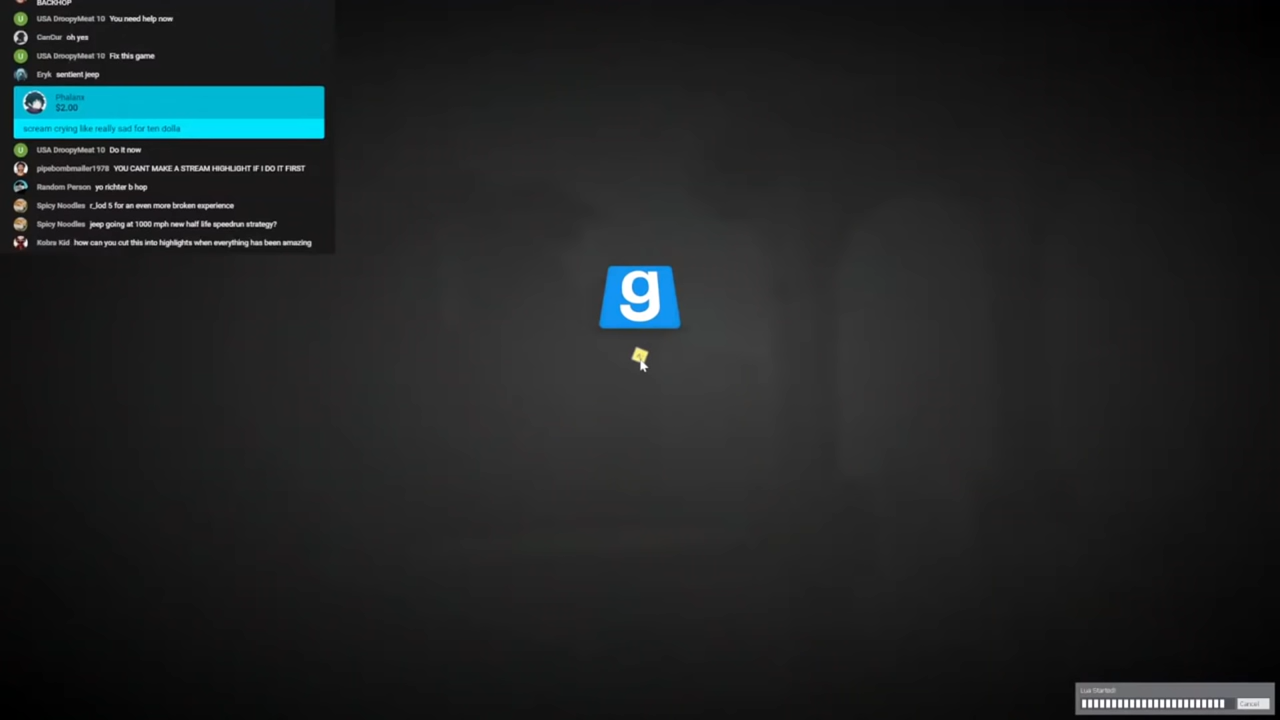 BACKHOP
USA DroopyMeat 10 You need help now
CanCur oh yes
USA DroopyMeat 10 Fix this game
Eryk sentient jeep
Phalanx
$2.00
scream crying like really sad for ten dolla
USA DroopyMeat 10 Do it now
pipebombmailer1978 YOU CANT MAKE A STREAM HIGHLIGHT IF I DO IT FIRST
Random Person yo richter b hop
Spicy Noodles r_lod 5 for an even more broken experience
Spicy Noodles jeep going at 1000 mph new half life speedrun strategy?
Kobra Kid how can you cut this into highlights when everything has been amazing
g
Lua Started!
Cancel